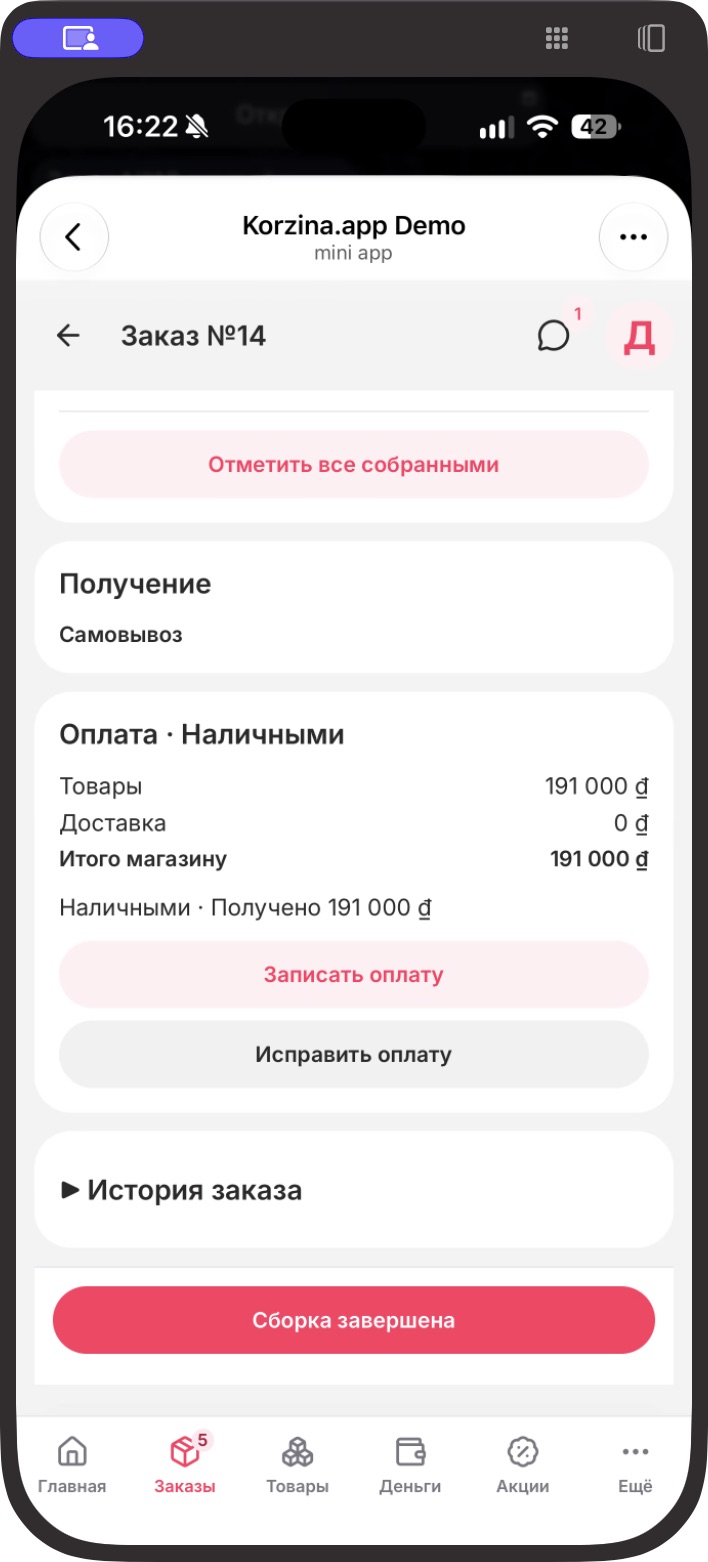 16:22
42
Korzina.app Demo
mini app
Заказ №14
1
Д
Отметить все собранными
Получение
Самовывоз
Оплата · Наличными
Товары 191 000 ₫
Доставка 0 ₫
Итого магазину 191 000 ₫
Наличными · Получено 191 000 ₫
Записать оплату
Исправить оплату
История заказа
Сборка завершена
5
Главная Заказы Товары Деньги Акции Ещё